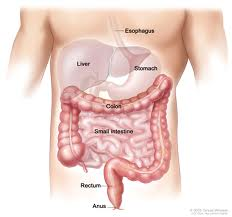 Esophagus
Liver
Stomach
Colon
Small Intestine
Rectum
Anus